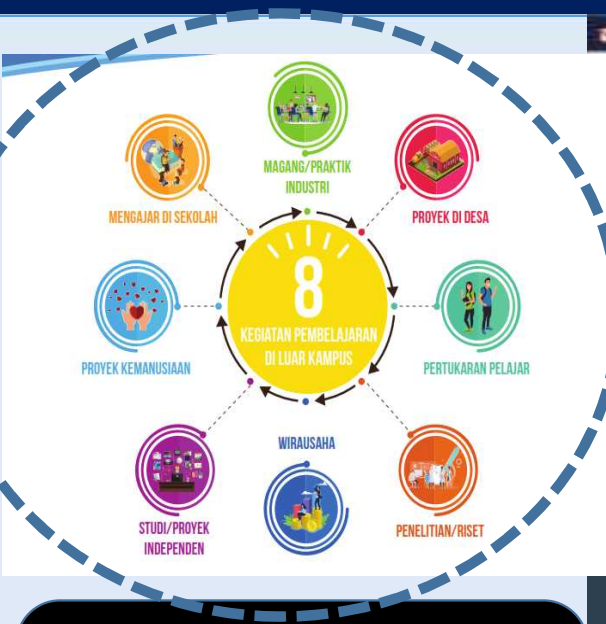 MAGANG/PRAKTIK
INDUSTRI
MENGAJAR DI SEKOLAH
PROYEK DI DESA
8
KEGIATAN PEMBELAJARAN
DI LUAR KAMPUS
PROYEK KEMANUSIAAN
PERTUKARAN PELAJAR
WIRAUSAHA
STUDI/PROYEK
INDEPENDEN
PENELITIAN/RISET